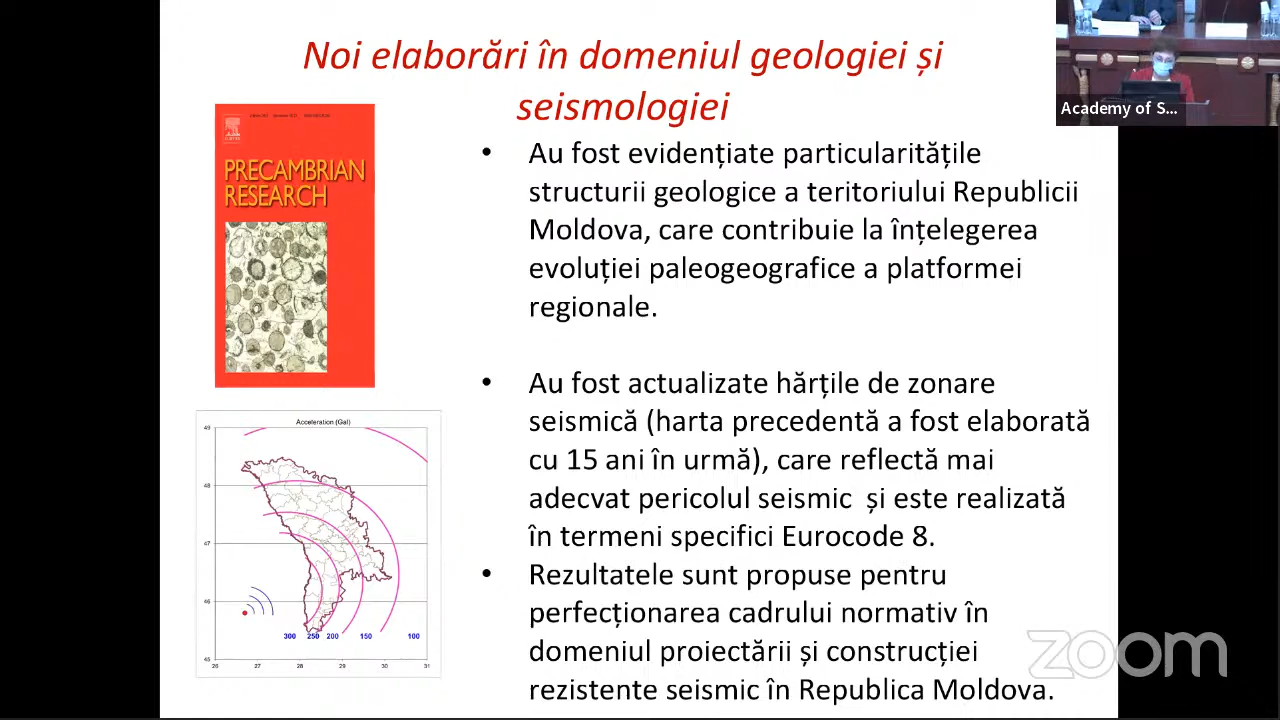 Noi elaborări în domeniul geologiei și
seismologiei
Academy of S...
PRECAMBRIAN
RESEARCH
• Au fost evidențiate particularitățile
structurii geologice a teritoriului Republicii
Moldova, care contribuie la înțelegerea
evoluției paleogeografice a platformei
regionale.
• Au fost actualizate hărțile de zonare
seismică (harta precedentă a fost elaborată
cu 15 ani în urmă), care reflectă mai
adecvat pericolul seismic și este realizată
în termeni specifici Eurocode 8.
• Rezultatele sunt propuse pentru
perfecționarea cadrului normativ în
domeniul proiectării și construcției
rezistente seismic în Republica Moldova.
Acceleration (Gal)
49
48
47
46
45
300 250 200 150 100
26 27 28 29 30 31
zoom